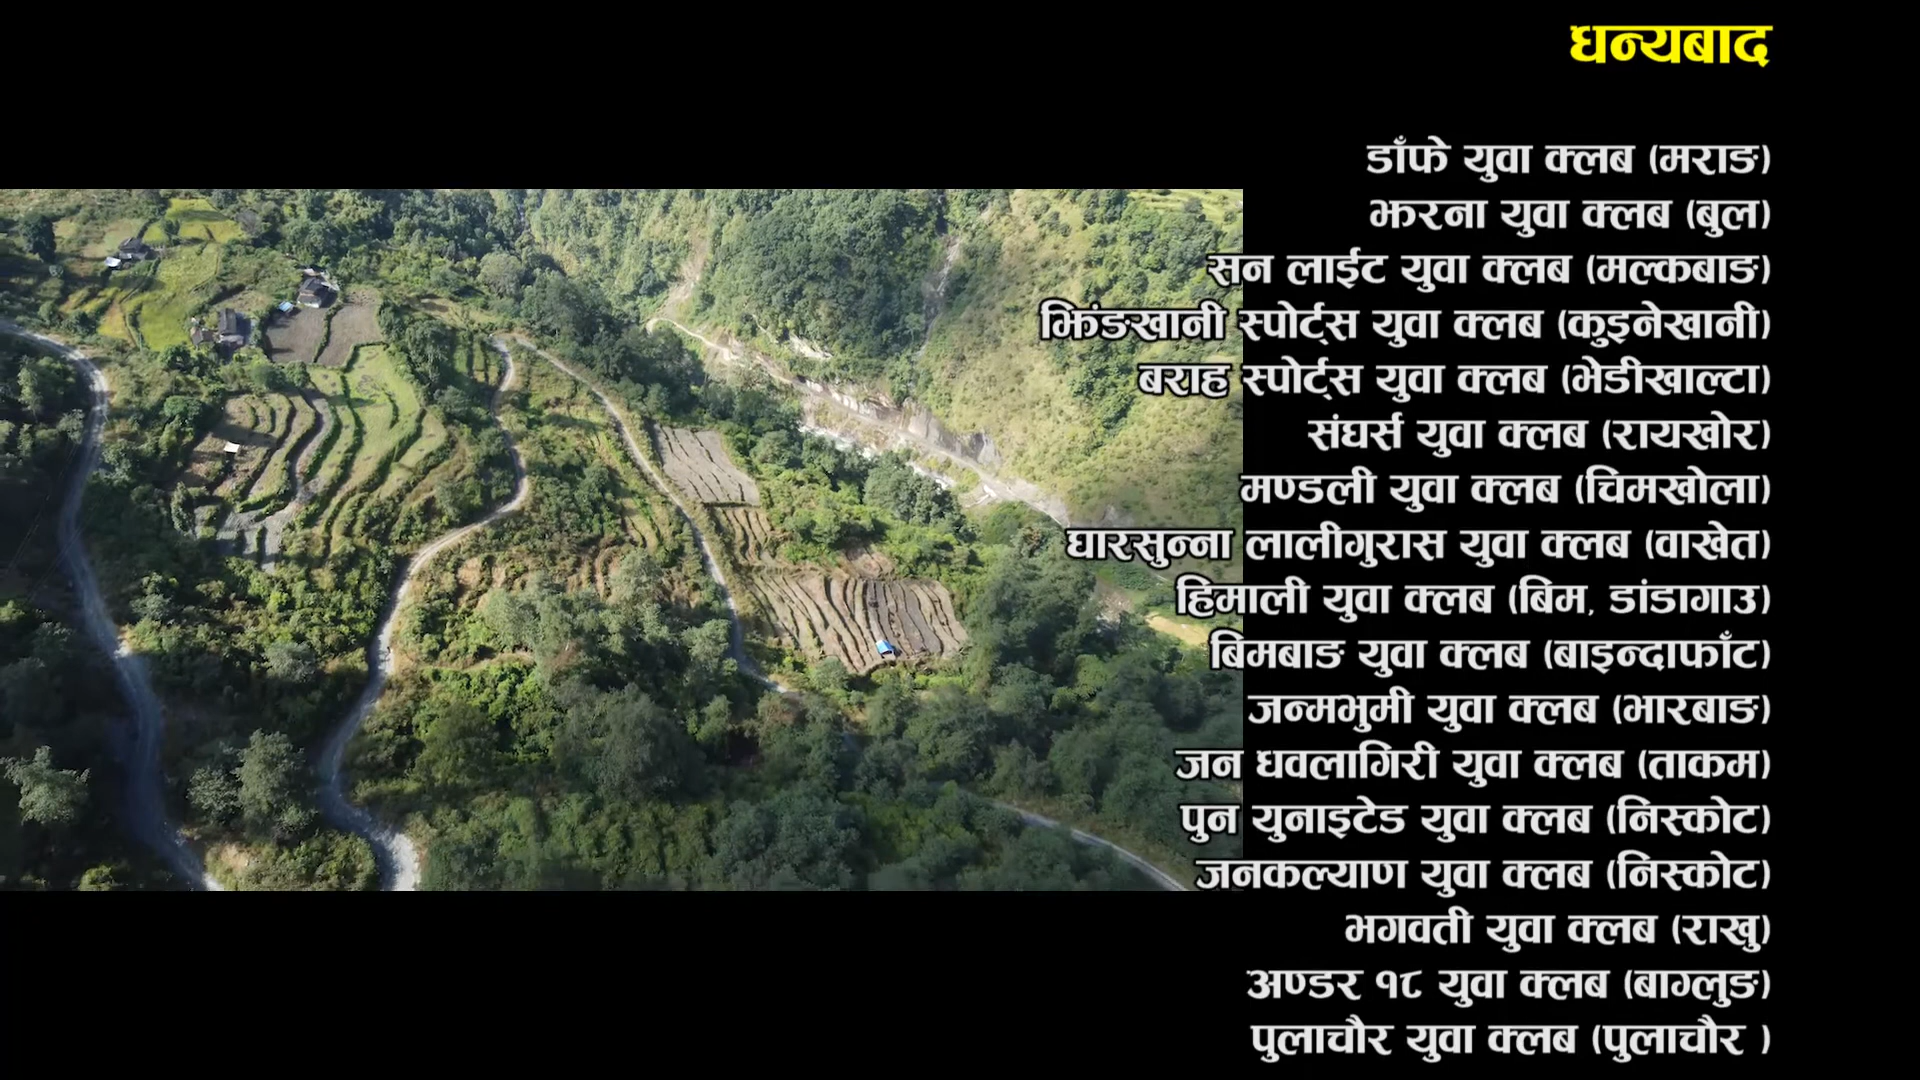 धन्यबाद
डाँफे युवा क्लब (मराङ)
झरना युवा क्लब (बुल)
सन लाईट युवा क्लब (मल्कबाङ)
झिंङखानी स्पोर्ट्स युवा क्लब (कुइनेखानी)
बराह स्पोर्ट्स युवा क्लब (भेडीखाल्टा)
संघर्स युवा क्लब (रायखोर)
मण्डली युवा क्लब (चिमखोला)
घारसुन्ना लालीगुरास युवा क्लब (वाखेत)
हिमाली युवा क्लब (बिम, डांडागाउ)
बिमबाङ युवा क्लब (बाइन्दाफाँट)
जन्मभुमी युवा क्लब (भारबाङ)
जन धवलागिरी युवा क्लब (ताकम)
पुन युनाइटेड युवा क्लब (निस्कोट)
जनकल्याण युवा क्लब (निस्कोट)
भगवती युवा क्लब (राखु)
अण्डर १८ युवा क्लब (बाग्लुङ)
पुलाचौर युवा क्लब (पुलाचौर )